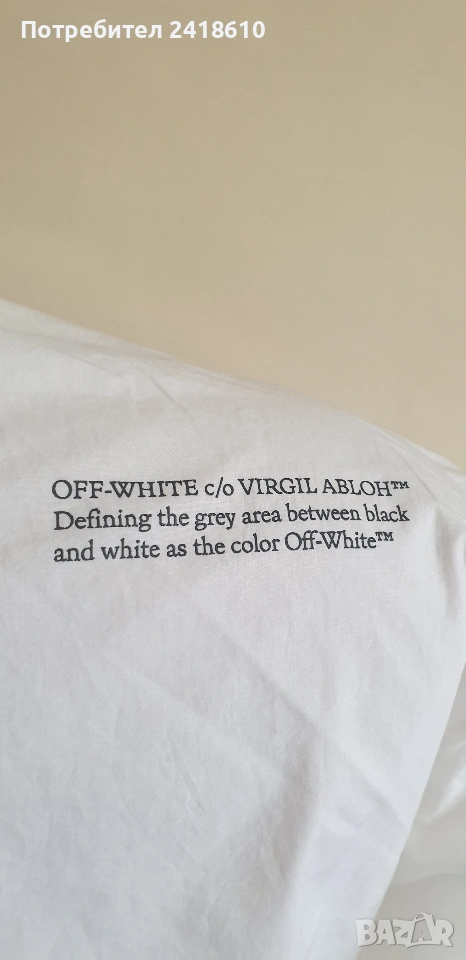 Потребител 2418610
OFF-WHITE c/o VIRGIL ABLOH™
Defining the grey area between black
and white as the color Off-White™
BAZAR